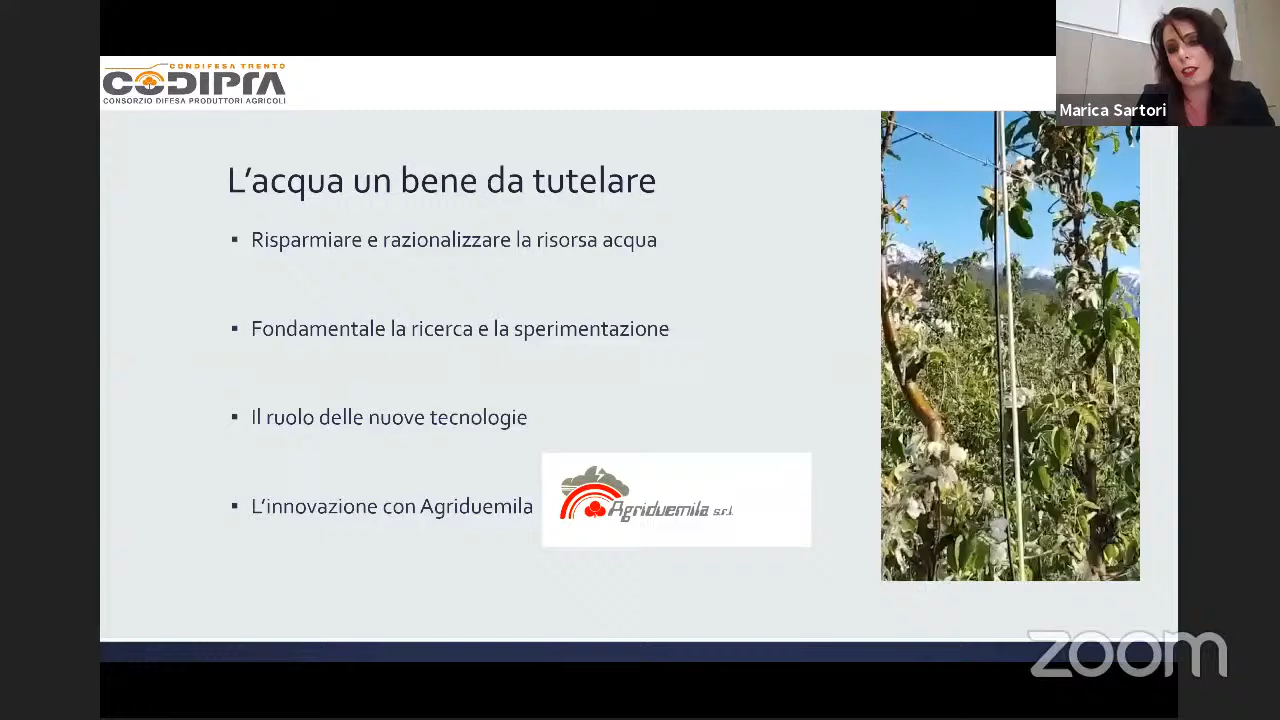 CONDIFESA TRENTO
CODIPRA
CONSORZIO DIFESA PRODUTTORI AGRICOLI
Marica Sartori
L'acqua un bene da tutelare
▪ Risparmiare e razionalizzare la risorsa acqua
▪ Fondamentale la ricerca e la sperimentazione
▪ Il ruolo delle nuove tecnologie
▪ L'innovazione con Agriduemila
Agriduemila s.r.l.
zoom